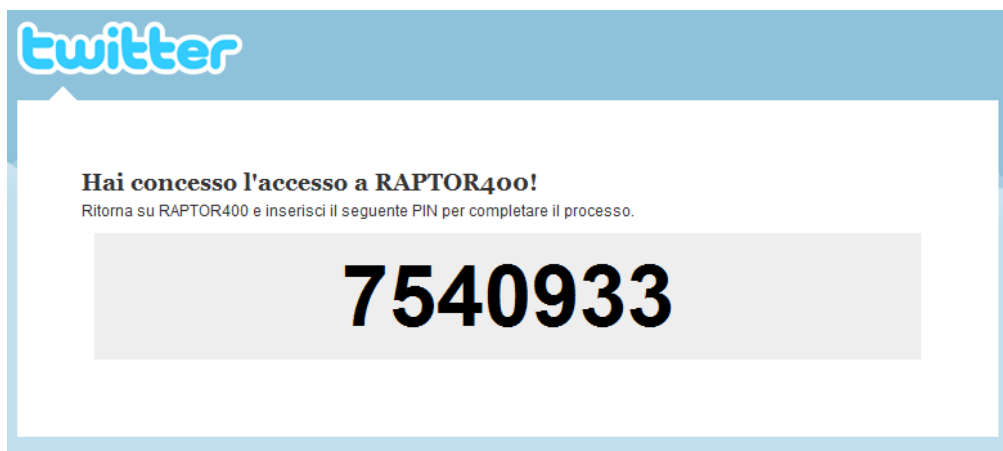 twitter
Hai concesso l'accesso a RAPTOR400!
Ritorna su RAPTOR400 e inserisci il seguente PIN per completare il processo.
7540933